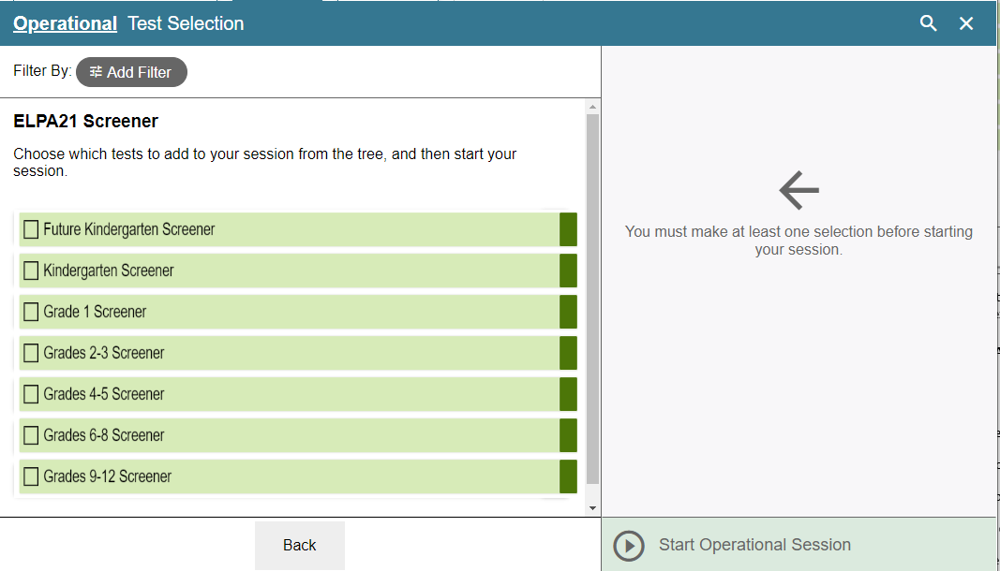 Operational Test Selection
Filter By: Add Filter
ELPA21 Screener
Choose which tests to add to your session from the tree, and then start your
session.
Future Kindergarten Screener
Kindergarten Screener
Grade 1 Screener
Grades 2-3 Screener
Grades 4-5 Screener
Grades 6-8 Screener
Grades 9-12 Screener
Back
You must make at least one selection before starting
your session.
Start Operational Session